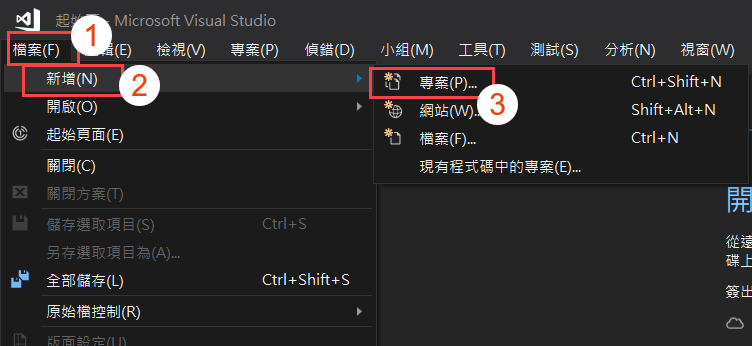 起始頁 - Microsoft Visual Studio
檔案(F) 1 編輯(E) 檢視(V) 專案(P) 偵錯(D) 小組(M) 工具(T) 測試(S) 分析(N) 視窗(W)
新增(N) 2
開啟(O)
起始頁面(E)
關閉(C)
關閉方案(T)
儲存選取項目(S) Ctrl+S
另存選取項目為(A)...
全部儲存(L) Ctrl+Shift+S
原始檔控制(R)
版面設定(U)...
專案(P)... Ctrl+Shift+N
3
網站(W)... Shift+Alt+N
檔案(F)... Ctrl+N
現有程式碼中的專案(E)...
開
從遠
碟上
簽出